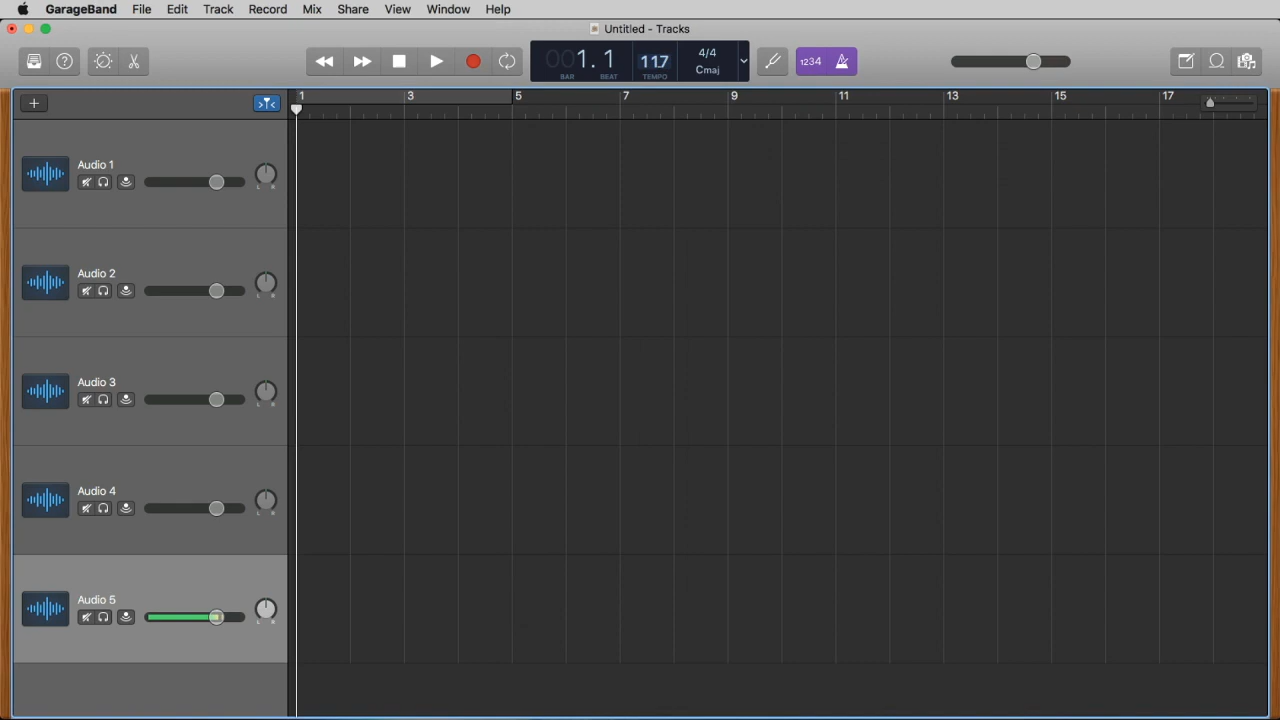 GarageBand File Edit Track Record Mix Share View Window Help
Untitled - Tracks
001. 1 117 4/4 Cmaj 1234
BAR BEAT TEMPO
1 3 5 7 9 11 13 15 17
Audio 1
L R
Audio 2
L R
Audio 3
L R
Audio 4
L R
Audio 5
L R